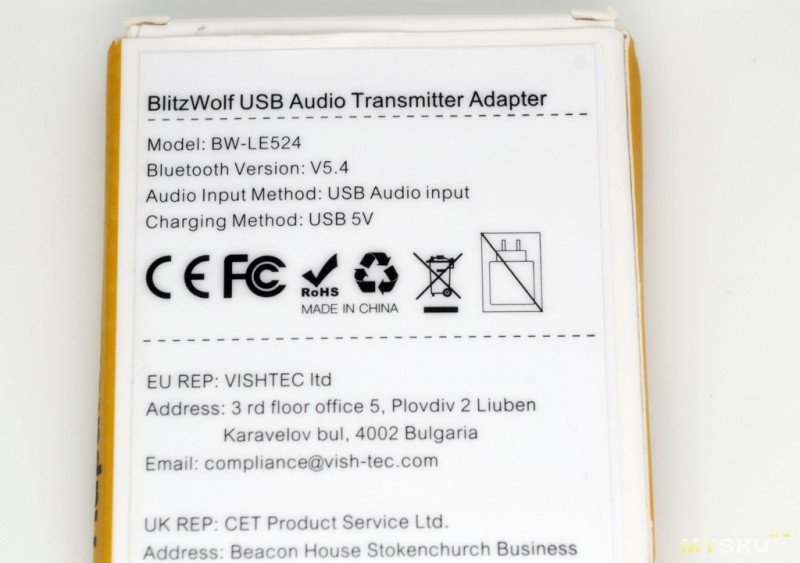 BlitzWolf USB Audio Transmitter Adapter
Model: BW-LE524
Bluetooth Version: V5.4
Audio Input Method: USB Audio input
Charging Method: USB 5V
CE FC RoHS
MADE IN CHINA
EU REP: VISHTEC ltd
Address: 3 rd floor office 5, Plovdiv 2 Liuben
Karavelov bul, 4002 Bulgaria
Email: compliance@vish-tec.com
UK REP: CET Product Service Ltd.
Address: Beacon House Stokenchurch Business
MYSKU